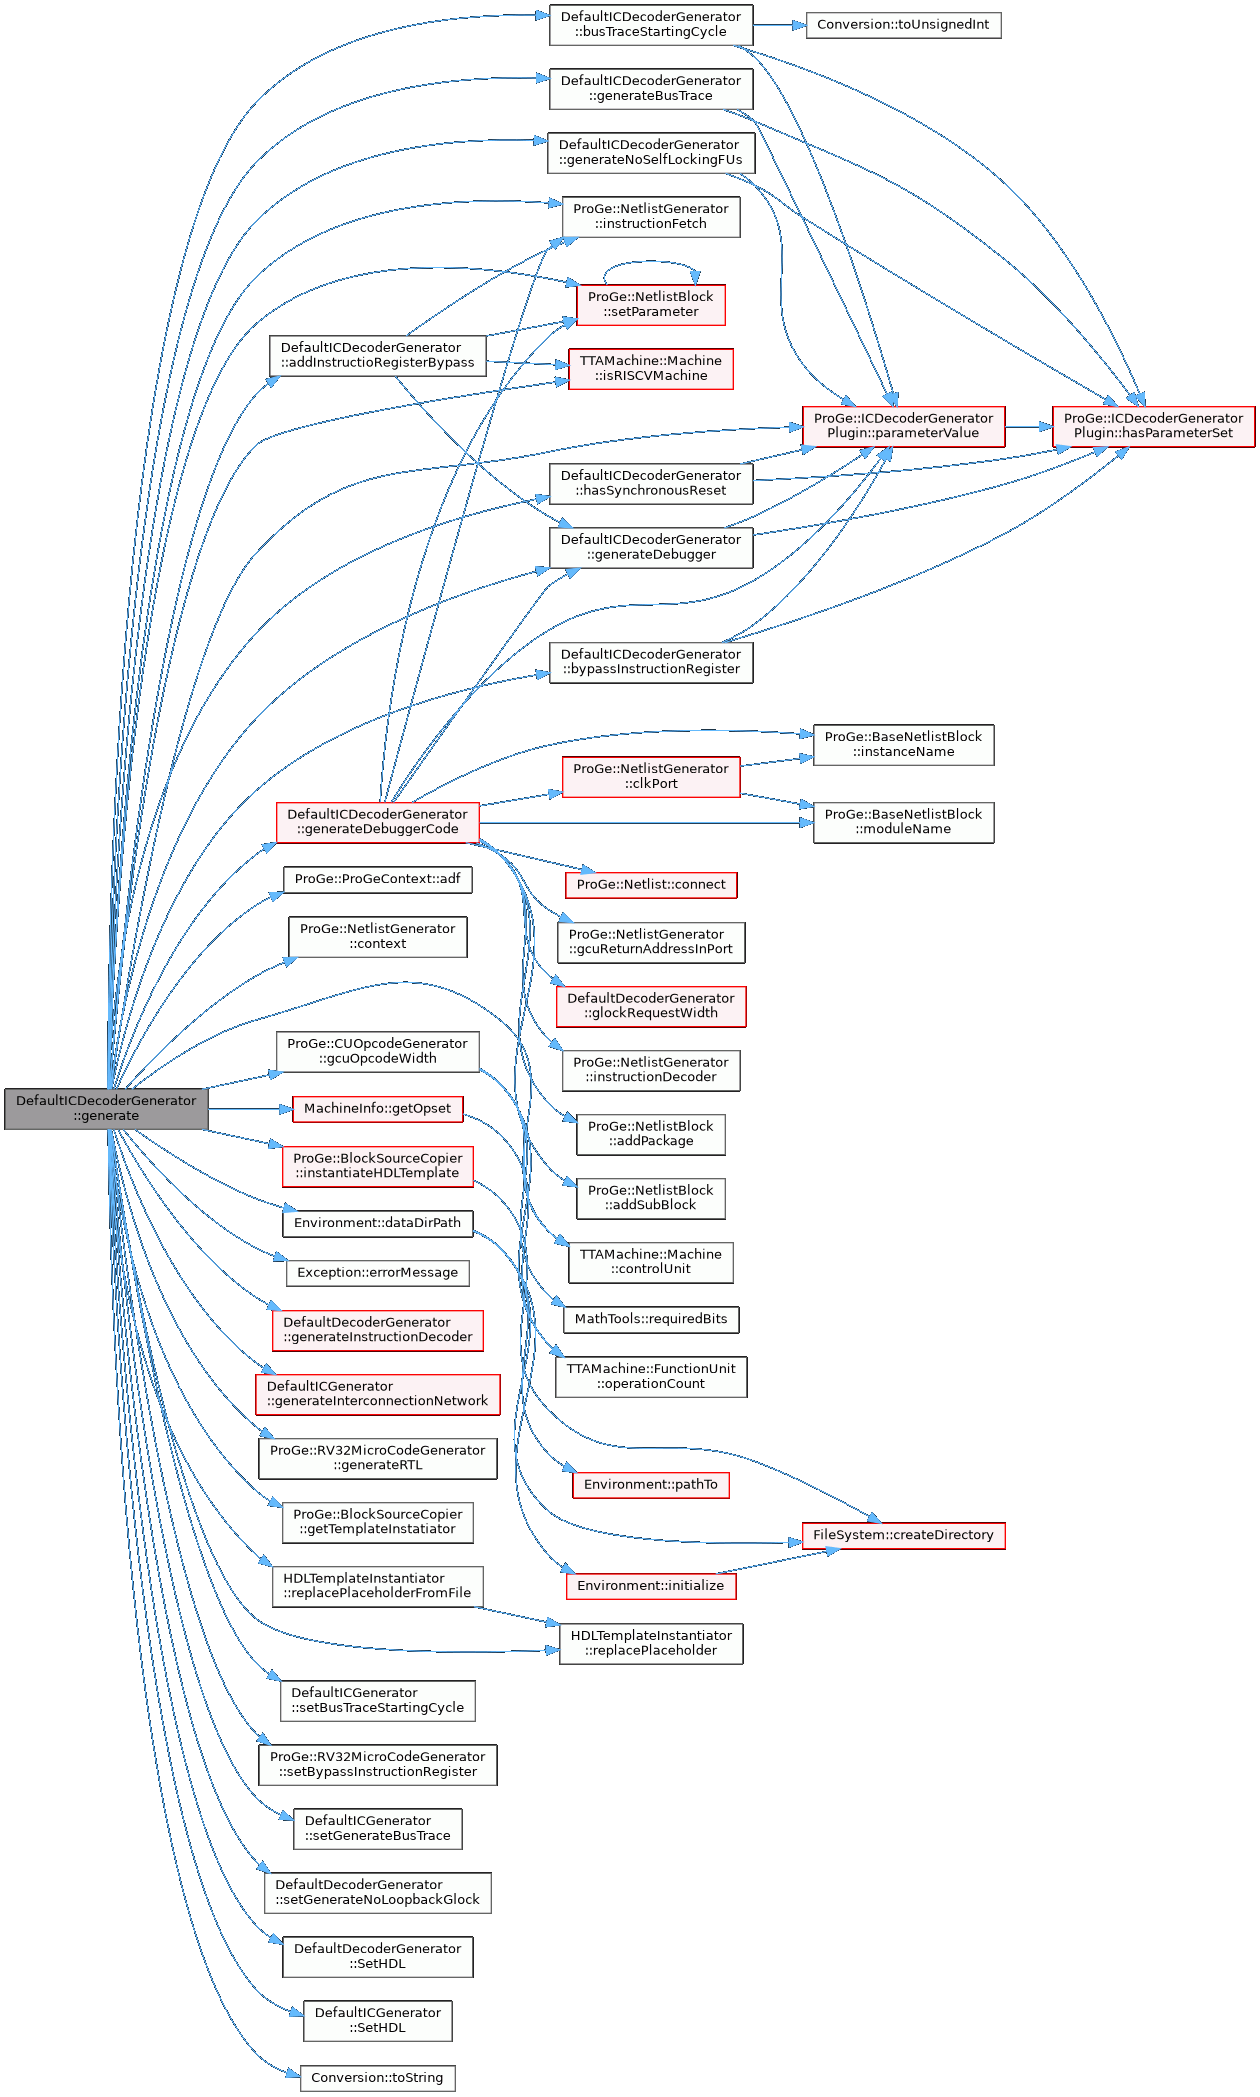 DefaultICDecoderGenerator
::busTraceStartingCycle
Conversion::toUnsignedInt
DefaultICDecoderGenerator
::generateBusTrace
DefaultICDecoderGenerator
::generateNoSelfLockingFUs
ProGe::NetlistGenerator
::instructionFetch
ProGe::NetlistBlock
::setParameter
DefaultICDecoderGenerator
::addInstructioRegisterBypass
TTAMachine::Machine
::isRISCVMachine
ProGe::ICDecoderGenerator
Plugin::parameterValue
ProGe::ICDecoderGenerator
Plugin::hasParameterSet
DefaultICDecoderGenerator
::hasSynchronousReset
DefaultICDecoderGenerator
::generateDebugger
DefaultICDecoderGenerator
::bypassInstructionRegister
ProGe::BaseNetlistBlock
::instanceName
ProGe::NetlistGenerator
::clkPort
DefaultICDecoderGenerator
::generateDebuggerCode
ProGe::BaseNetlistBlock
::moduleName
ProGe::ProGeContext::adf
ProGe::Netlist::connect
ProGe::NetlistGenerator
::context
ProGe::NetlistGenerator
::gcuReturnAddressInPort
DefaultDecoderGenerator
::glockRequestWidth
ProGe::CUOpcodeGenerator
::gcuOpcodeWidth
ProGe::NetlistGenerator
::instructionDecoder
DefaultICDecoderGenerator
::generate
MachineInfo::getOpset
ProGe::NetlistBlock
::addPackage
ProGe::BlockSourceCopier
::instantiateHDLTemplate
ProGe::NetlistBlock
::addSubBlock
Environment::dataDirPath
TTAMachine::Machine
::controlUnit
Exception::errorMessage
DefaultDecoderGenerator
::generateInstructionDecoder
MathTools::requiredBits
TTAMachine::FunctionUnit
::operationCount
DefaultICGenerator
::generateInterconnectionNetwork
ProGe::RV32MicroCodeGenerator
::generateRTL
Environment::pathTo
ProGe::BlockSourceCopier
::getTemplateInstatiator
FileSystem::createDirectory
HDLTemplateInstantiator
::replacePlaceholderFromFile
Environment::initialize
HDLTemplateInstantiator
::replacePlaceholder
DefaultICGenerator
::setBusTraceStartingCycle
ProGe::RV32MicroCodeGenerator
::setBypassInstructionRegister
DefaultICGenerator
::setGenerateBusTrace
DefaultDecoderGenerator
::setGenerateNoLoopbackGlock
DefaultDecoderGenerator
::SetHDL
DefaultICGenerator
::SetHDL
Conversion::toString